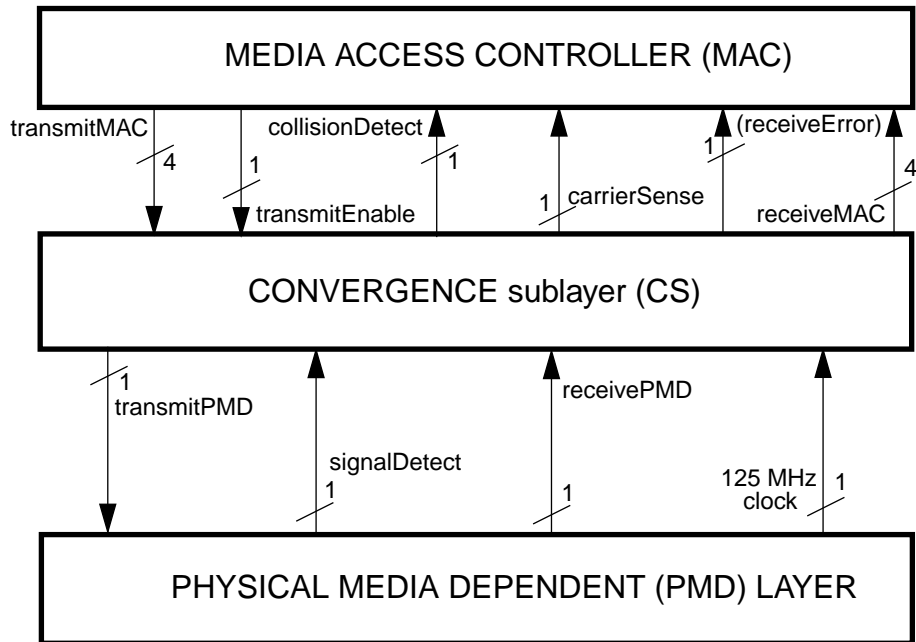 MEDIA ACCESS CONTROLLER (MAC)
transmitMAC
4
1
transmitEnable
collisionDetect
1
1
carrierSense
(receiveError)
1
4
receiveMAC
CONVERGENCE sublayer (CS)
1
transmitPMD
signalDetect
1
receivePMD
1
125 MHz
clock
1
PHYSICAL MEDIA DEPENDENT (PMD) LAYER